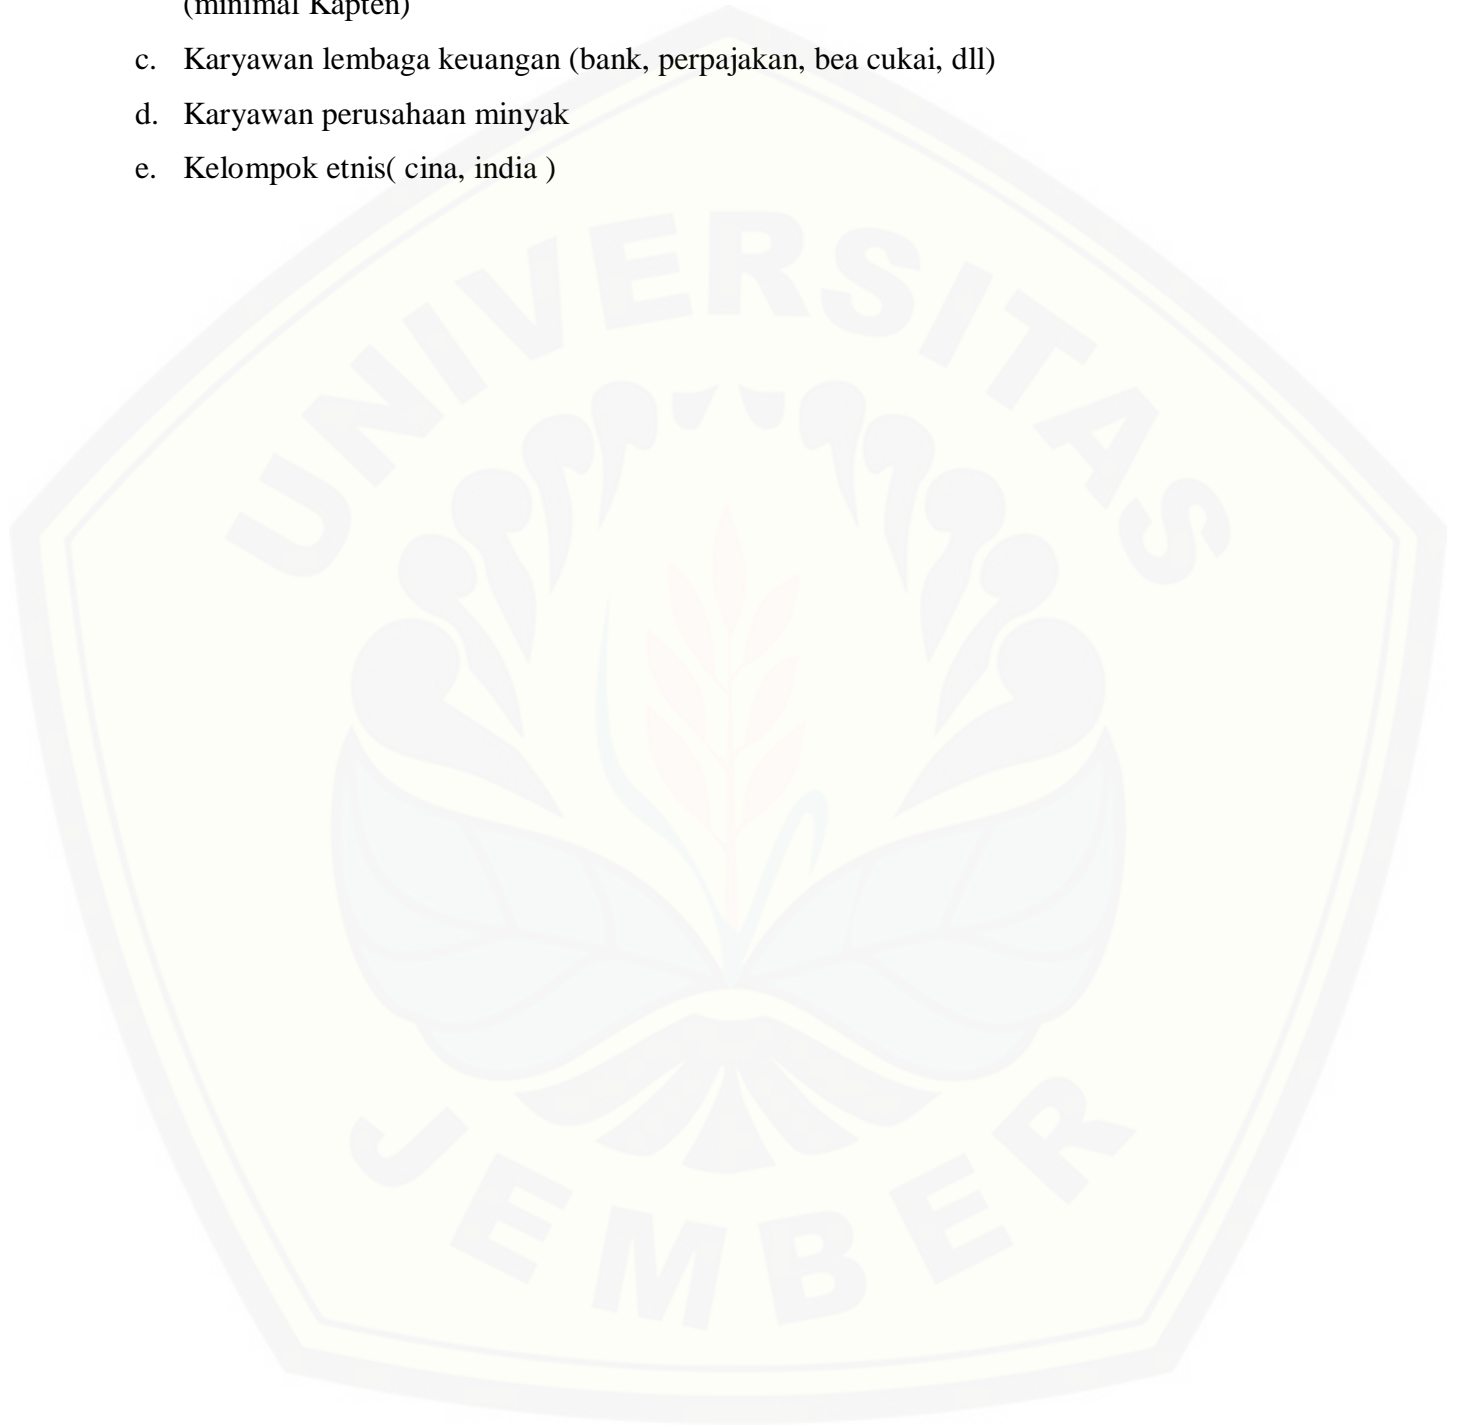 (minimal Kapten)
c. Karyawan lembaga keuangan (bank, perpajakan, bea cukai, dll)
d. Karyawan perusahaan minyak
e. Kelompok etnis( cina, india )
UNIVERSITAS
JEMBER